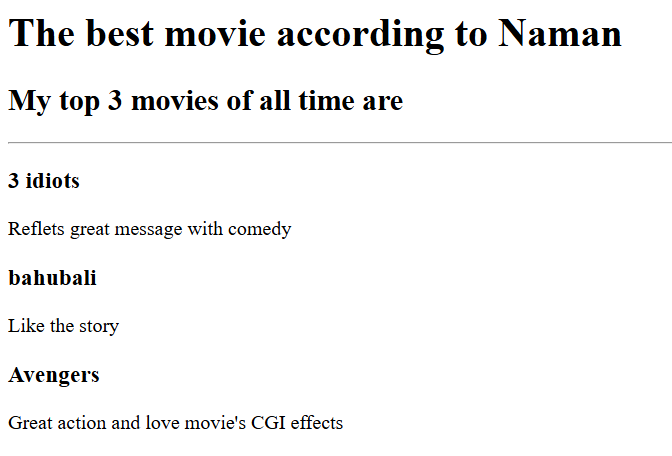 The best movie according to Naman
My top 3 movies of all time are
3 idiots
Reflets great message with comedy
bahubali
Like the story
Avengers
Great action and love movie's CGI effects